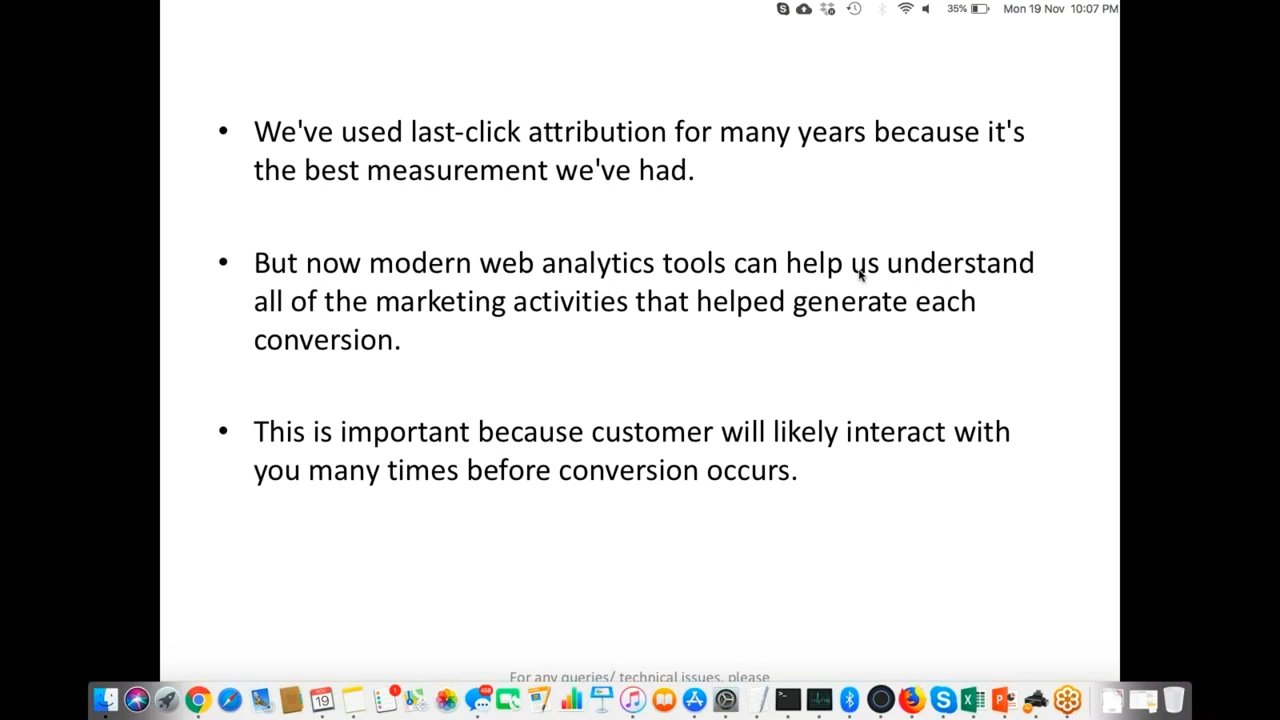 35% Mon 19 Nov 10:07 PM
• We've used last-click attribution for many years because it's
the best measurement we've had.
• But now modern web analytics tools can help us understand
all of the marketing activities that helped generate each
conversion.
• This is important because customer will likely interact with
you many times before conversion occurs.
For any queries/ technical issues, please
19
1